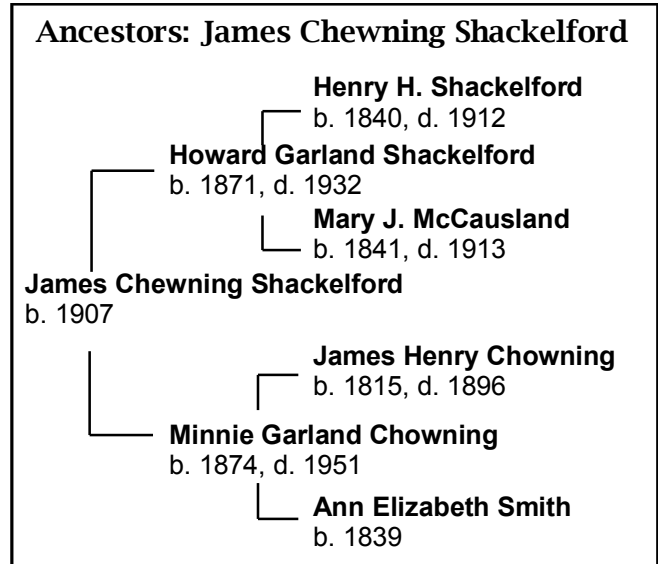 Ancestors: James Chewning Shackelford
Henry H. Shackelford
b. 1840, d. 1912
Howard Garland Shackelford
b. 1871, d. 1932
Mary J. McCausland
b. 1841, d. 1913
James Chewning Shackelford
b. 1907
James Henry Chowning
b. 1815, d. 1896
Minnie Garland Chowning
b. 1874, d. 1951
Ann Elizabeth Smith
b. 1839